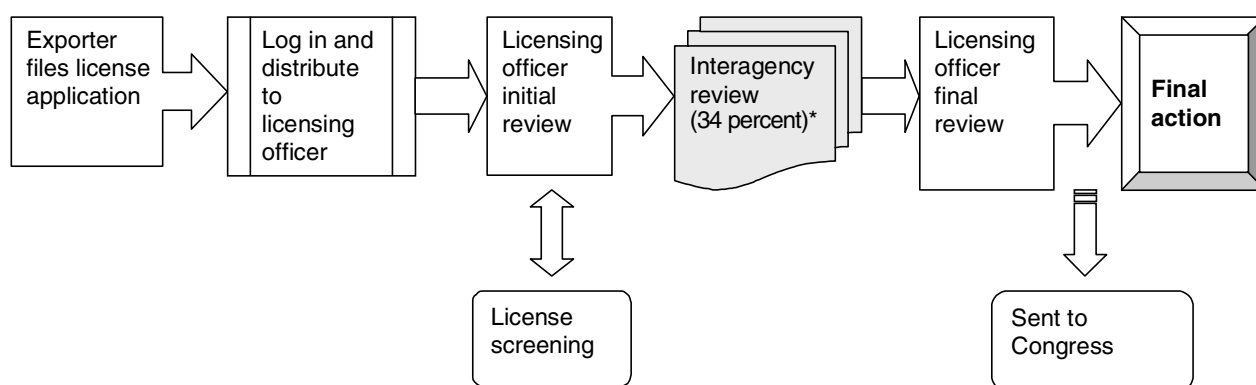 Exporter
files license
application
Log in and
distribute
to
licensing
officer
Licensing
officer
initial
review
Interagency
review
(34 percent)*
Licensing
officer
final
review
Final
action
License
screening
Sent to
Congress